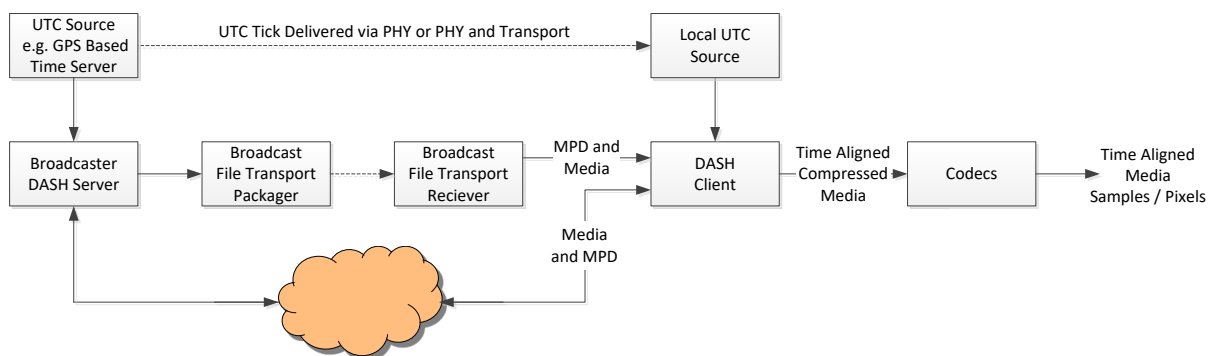 UTC Source
e.g. GPS Based
Time Server
UTC Tick Delivered via PHY or PHY and Transport
Local UTC
Source
Broadcaster
DASH Server
Broadcast
File Transport
Packager
Broadcast
File Transport
Reciever
MPD and
Media
DASH
Client
Time Aligned
Compressed
Media
Codecs
Time Aligned
Media
Samples / Pixels
Media
and MPD